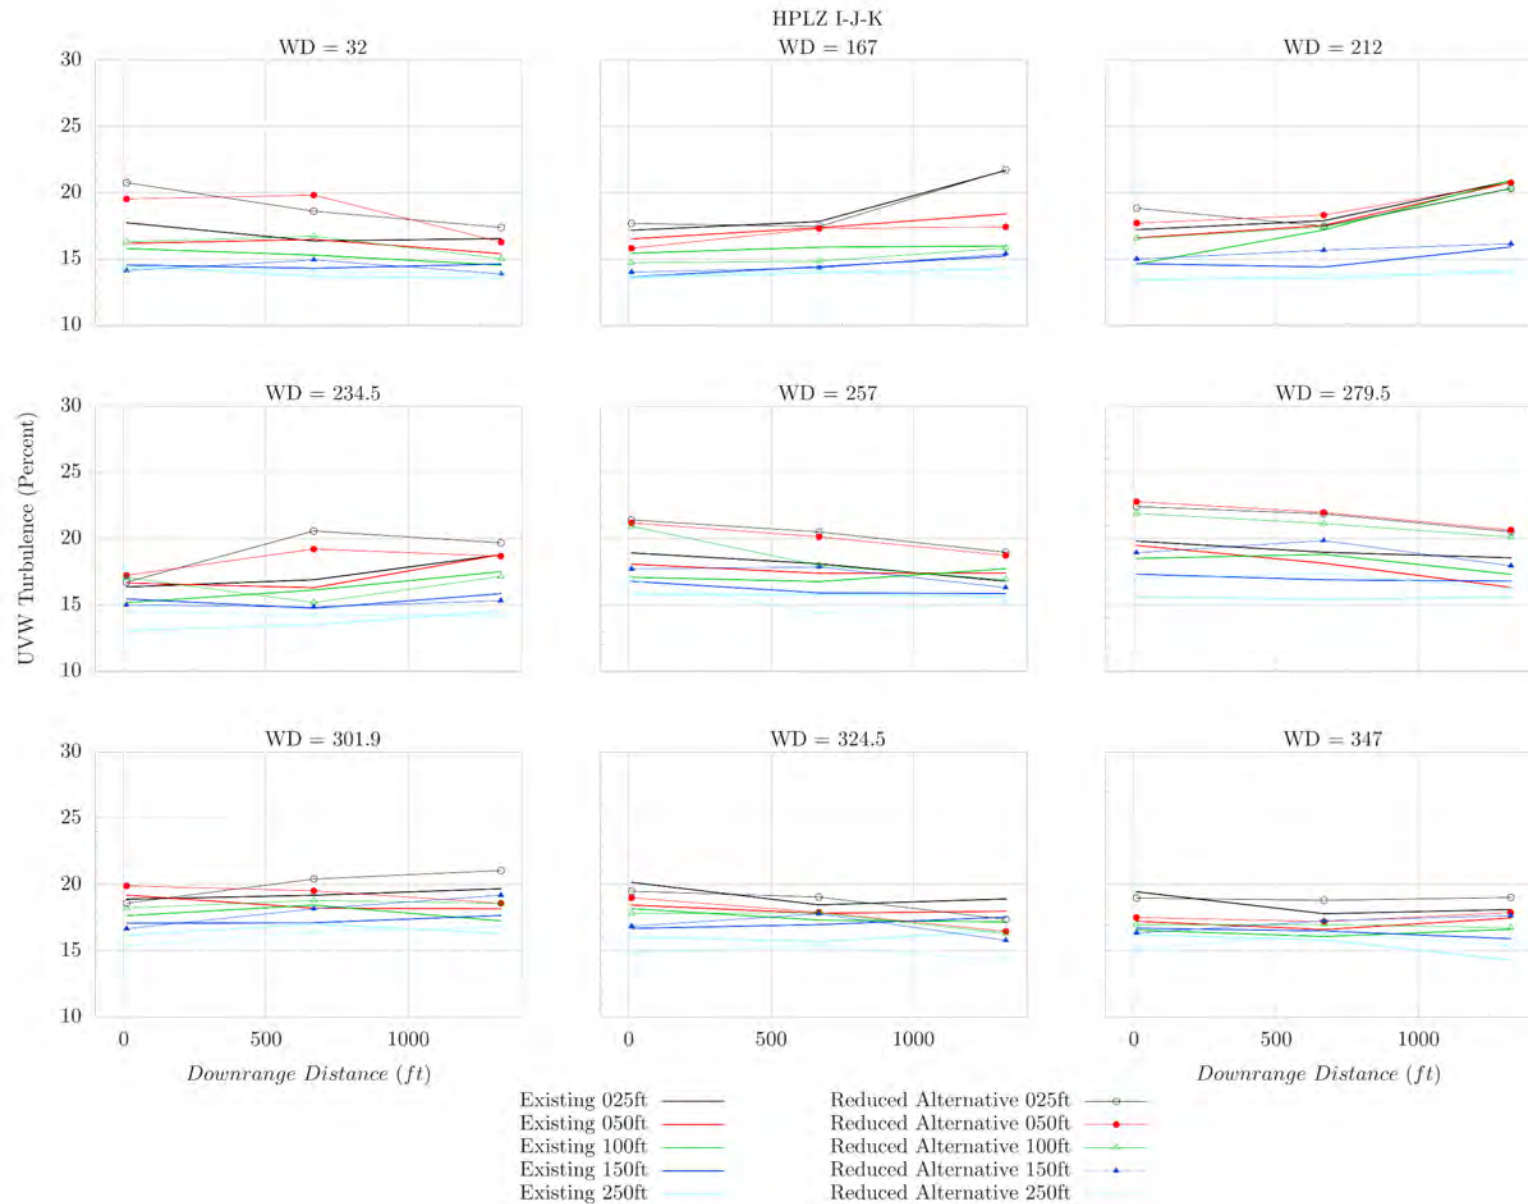 HPLZ I-J-K
WD = 32
WD = 167
WD = 212
30
25
20
15
10
WD = 234.5
WD = 257
WD = 279.5
30
25
20
15
10
UVW Turbulence (Percent)
WD = 301.9
WD = 324.5
WD = 347
30
25
20
15
10
0 500 1000
0 500 1000
0 500 1000
Downrange Distance (ft)
Downrange Distance (ft)
Existing 025ft
Existing 050ft
Existing 100ft
Existing 150ft
Existing 250ft
Reduced Alternative 025ft
Reduced Alternative 050ft
Reduced Alternative 100ft
Reduced Alternative 150ft
Reduced Alternative 250ft